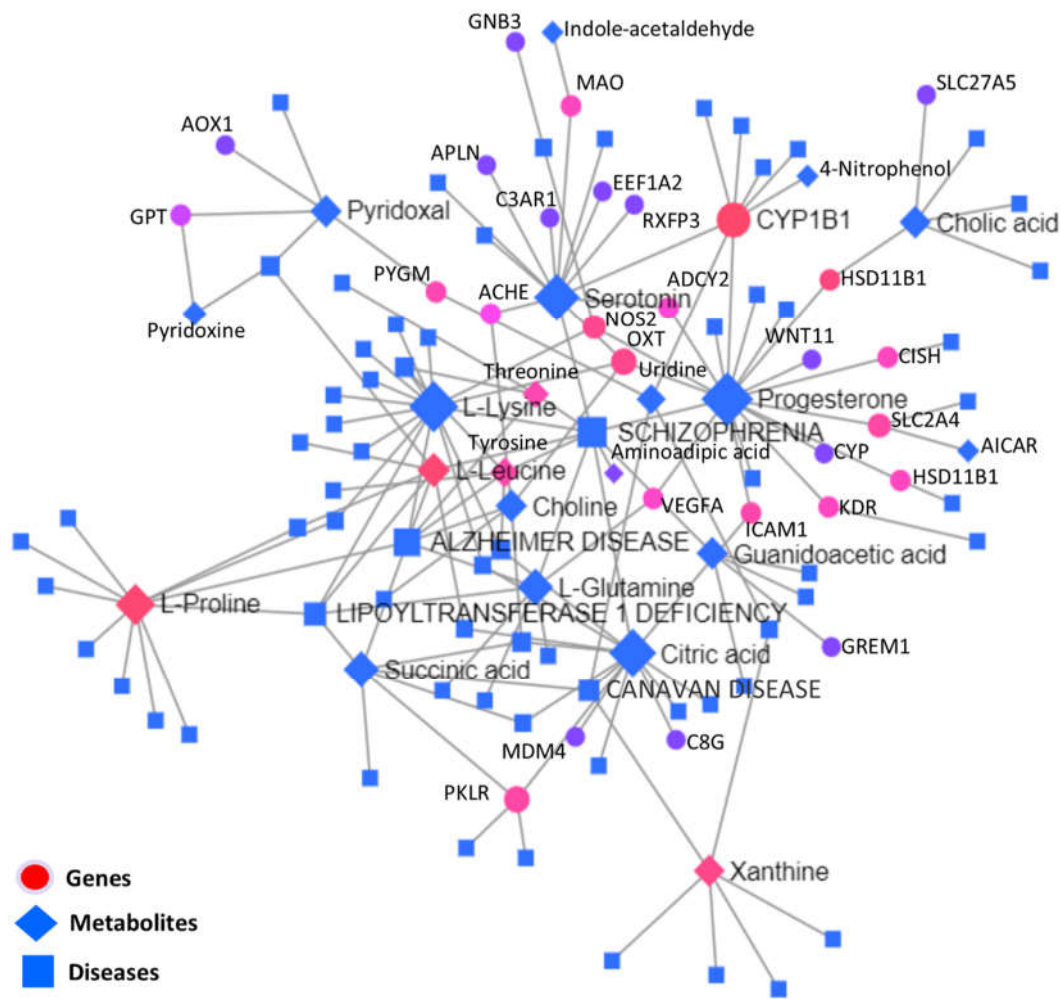 GNB3
Indole-acetaldehyde
MAO
SLC27A5
AOX1
APLN
EEF1A2
4-Nitrophenol
C3AR1
RXFP3
GPT
Pyridoxal
CYP1B1
Cholic acid
PYGM
ACHE
ADCY2
HSD11B1
Serotonin
NOS2
Pyridoxine
OXT
WNT11
CISH
Threonine
Uridine
L-Lysine
Progesterone
SLC2A4
SCHIZOPHRENIA
Tyrosine
Aminoadipic acid
CYP
AICAR
L-Leucine
HSD11B1
Choline
VEGFA
KDR
ICAM1
ALZHEIMER DISEASE
Guanidoacetic acid
L-Glutamine
L-Proline
LIPOYLTRANSFERASE 1 DEFICIENCY
GREM1
Citric acid
Succinic acid
CANAVAN DISEASE
MDM4
C8G
PKLR
Xanthine
Genes
Metabolites
Diseases